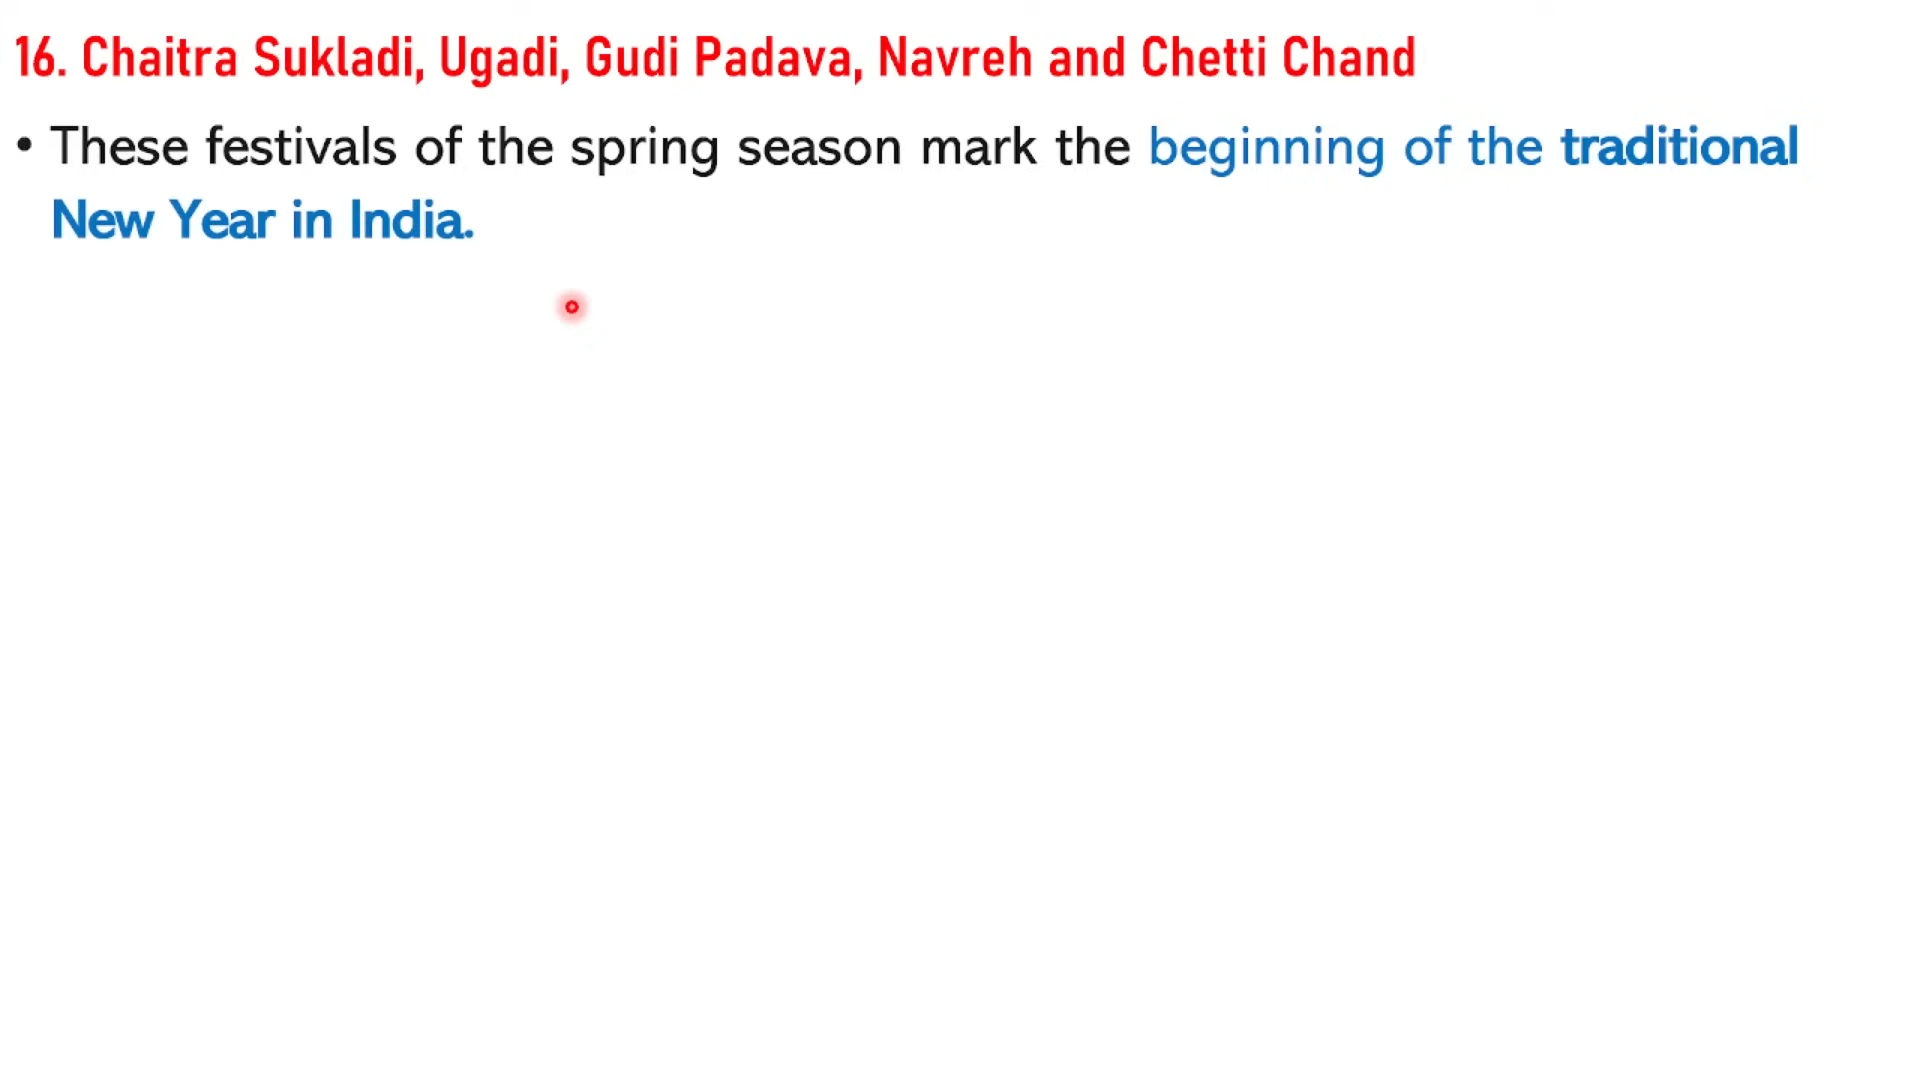 16. Chaitra Sukladi, Ugadi, Gudi Padava, Navreh and Chetti Chand
• These festivals of the spring season mark the beginning of the traditional
New Year in India.